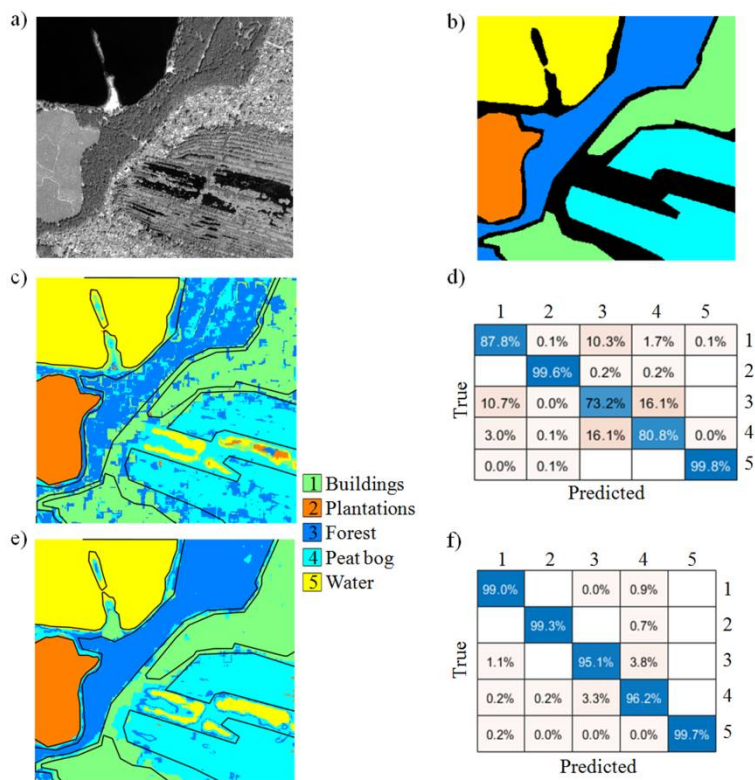 a)
b)
c)
d)
1 2 3 4 5
87.8% 0.1% 10.3% 1.7% 0.1% 1
99.6% 0.2% 0.2% 2
10.7% 0.0% 73.2% 16.1% 3
3.0% 0.1% 16.1% 80.8% 0.0% 4
0.0% 0.1% 99.8% 5
True
Predicted
1 Buildings
2 Plantations
3 Forest
4 Peat bog
5 Water
e)
f)
1 2 3 4 5
99.0% 0.0% 0.9% 1
99.3% 0.7% 2
1.1% 95.1% 3.8% 3
0.2% 0.2% 3.3% 96.2% 4
0.2% 0.0% 0.0% 0.0% 99.7% 5
True
Predicted